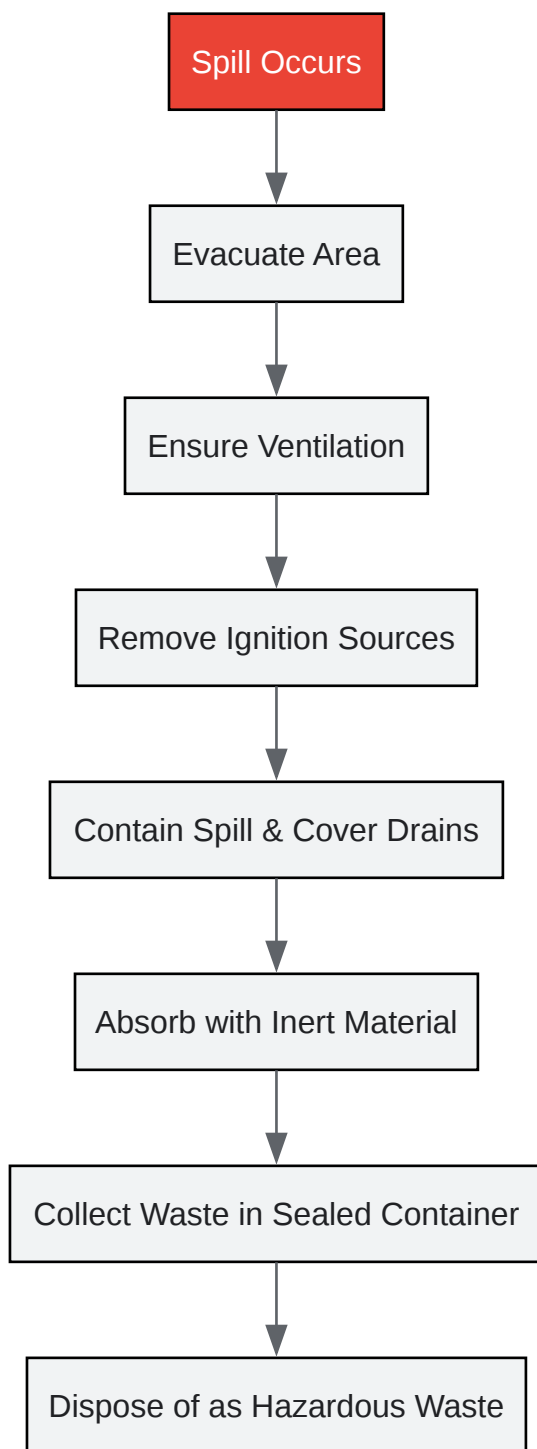 Spill Occurs
Evacuate Area
Ensure Ventilation
Remove Ignition Sources
Contain Spill & Cover Drains
Absorb with Inert Material
Collect Waste in Sealed Container
Dispose of as Hazardous Waste